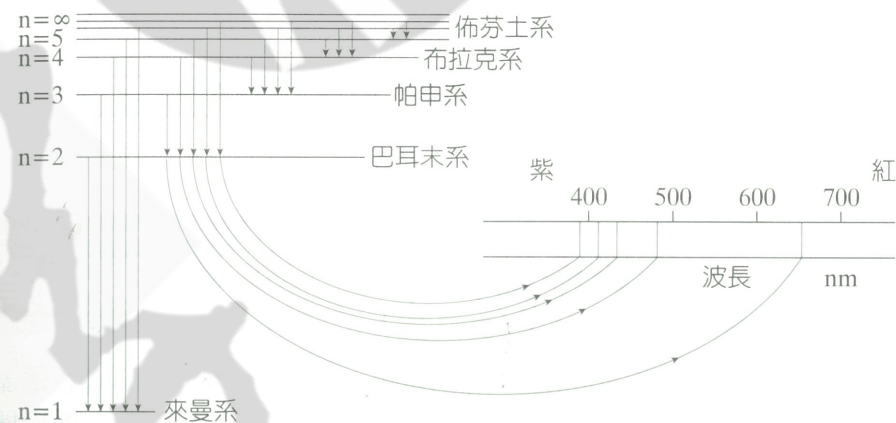 n=∞
佈芬土系
n=5
n=4
布拉克系
n=3
帕申系
n=2
巴耳末系
紫
紅
400 500 600 700
波長 nm
n=1
來曼系